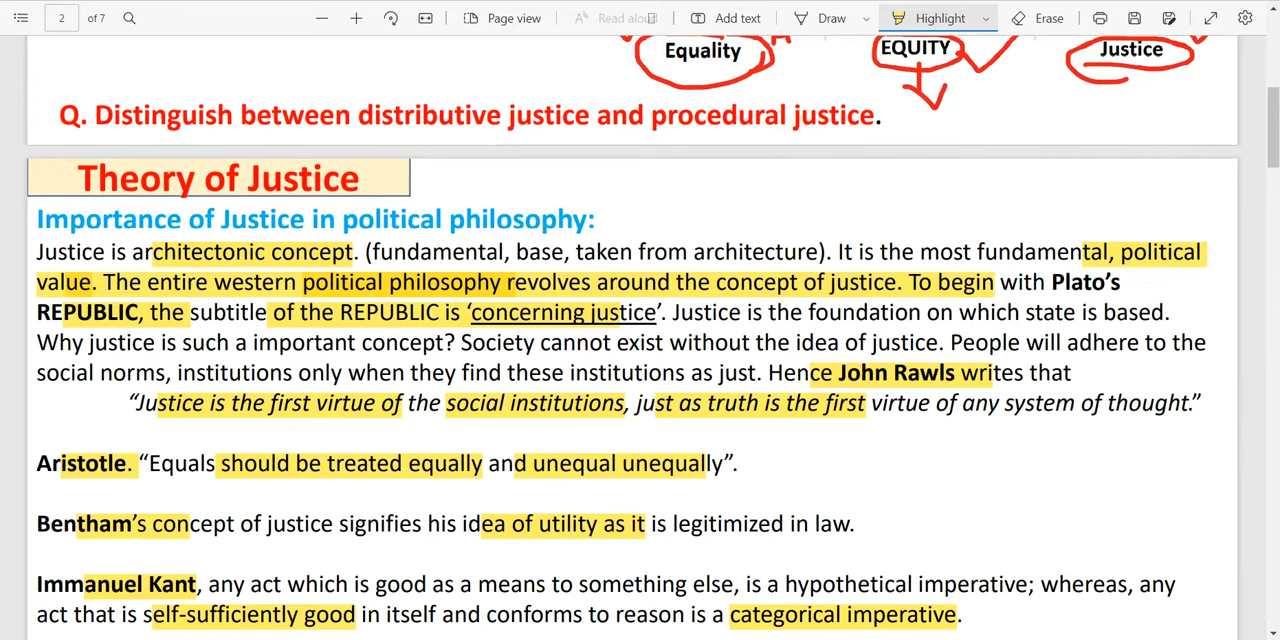 2 of 7 Page view Read aloud Add text Draw Highlight Erase
Equality EQUITY Justice
Q. Distinguish between distributive justice and procedural justice.
Theory of Justice
Importance of Justice in political philosophy:
Justice is architectonic concept. (fundamental, base, taken from architecture). It is the most fundamental, political
value. The entire western political philosophy revolves around the concept of justice. To begin with Plato's
REPUBLIC, the subtitle of the REPUBLIC is ‘concerning justice’. Justice is the foundation on which state is based.
Why justice is such a important concept? Society cannot exist without the idea of justice. People will adhere to the
social norms, institutions only when they find these institutions as just. Hence John Rawls writes that
“Justice is the first virtue of the social institutions, just as truth is the first virtue of any system of thought.”
Aristotle. “Equals should be treated equally and unequal unequally”.
Bentham’s concept of justice signifies his idea of utility as it is legitimized in law.
Immanuel Kant, any act which is good as a means to something else, is a hypothetical imperative; whereas, any
act that is self-sufficiently good in itself and conforms to reason is a categorical imperative.